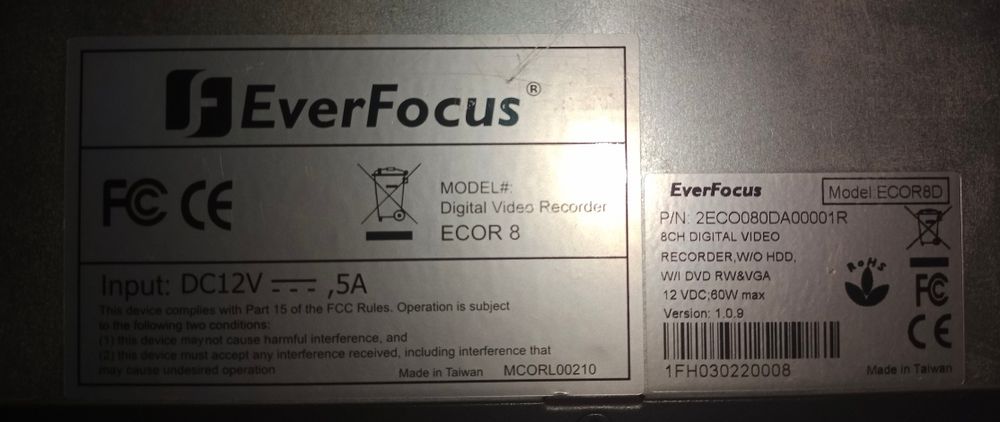 EverFocus®
FC CE
MODEL#:
Digital Video Recorder
ECOR 8
Input: DC12V ⎓ ,5A
This device complies with Part 15 of the FCC Rules. Operation is subject
to the following two conditions:
(1) this device may not cause harmful interference, and
(2) this device must accept any interference received, including interference that
may cause undesired operation
Made in Taiwan MCORL00210
EverFocus
Model:ECOR8D
P/N: 2ECO080DA00001R
8CH DIGITAL VIDEO
RECORDER,W/O HDD,
W/I DVD RW&VGA
12 VDC;60W max
Version: 1.0.9
RoHS
FC
CE
1FH030220008
Made in Taiwan